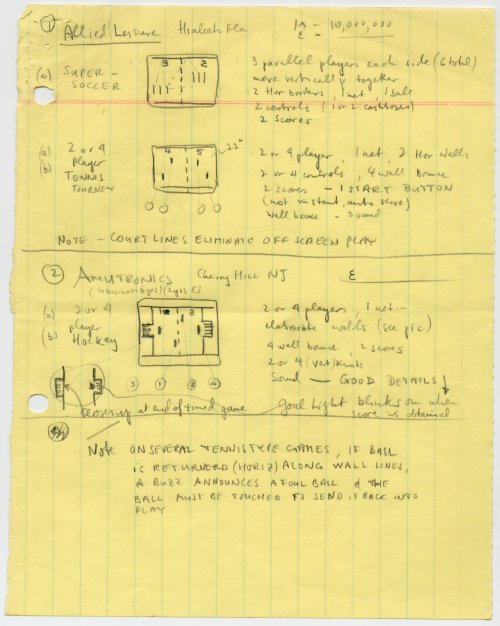 1 Allied Leisure Hialeah Fla M - 10,000,000
E
(a) SUPER - SOCCER
3 2
3 parallel players each side (6 total)
move vertically together
2 Hor borders, 1 net, 1 ball
2 controls (1 or 2 cashboxes)
2 Scores
(a) 2 or 4
(b) Player
TENNIS
TOURNEY
4 5
22"
2 or 4 player, 1 net, 2 Hor walls
2 or 4 controls, 4 wall bounce
2 scores - 1 START BUTTON
(not instant, auto serve)
Wall bounce - Sound
NOTE - COURT LINES ELIMINATE OFF SCREEN PLAY
2 AMUTRONICS Cherry Hill NJ E
(in business 5 yrs) (2 yrs E)
(a) 2 or 4
(b) player
Hockey
2
3 1 2 4
2 or 4 players, 1 net
elaborate walls (see pic)
4 wall bounce, 2 scores
2 or 4 (vert) knobs
Sound - GOOD DETAILS
closeup at end of timed game
goal light blinks on when
score is obtained
Note ON SEVERAL TENNIS TYPE GAMES, IF BALL
IS RETURNERD (HORIZ) ALONG WALL LINES,
A BUZZ ANNOUNCES A FOUL BALL & THE
BALL MUST BE TOUCHED TO SEND IT BACK INTO
PLAY